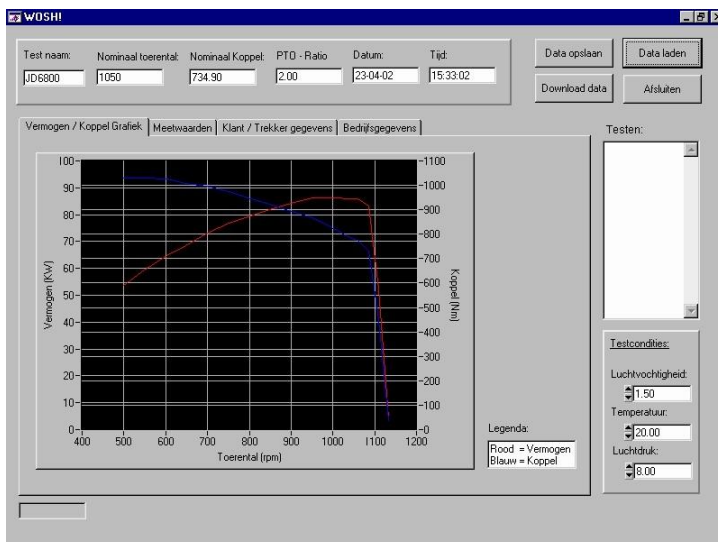 WOSH!
Test naam: Nominaal toerental: Nominaal Koppel: PTO - Ratio Datum: Tijd:
JD6800 1050 734.90 2.00 23-04-02 15:33:02
Data opslaan Data laden
Download data Afsluiten
Vermogen / Koppel Grafiek Meetwaarden Klant / Trekker gegevens Bedrijfsgegevens
Testen:
100 1100
90 1000
80 900
70 800
60 700
50 600
40 500
30 400
20 300
10 200
0 100
0
Vermogen (KW)
Koppel (Nm)
400 500 600 700 800 900 1000 1100 1200
Toerental (rpm)
Legenda:
Rood = Vermogen
Blauw = Koppel
Testcondities:
Luchtvochtigheid:
1.50
Temperatuur:
20.00
Luchtdruk:
8.00